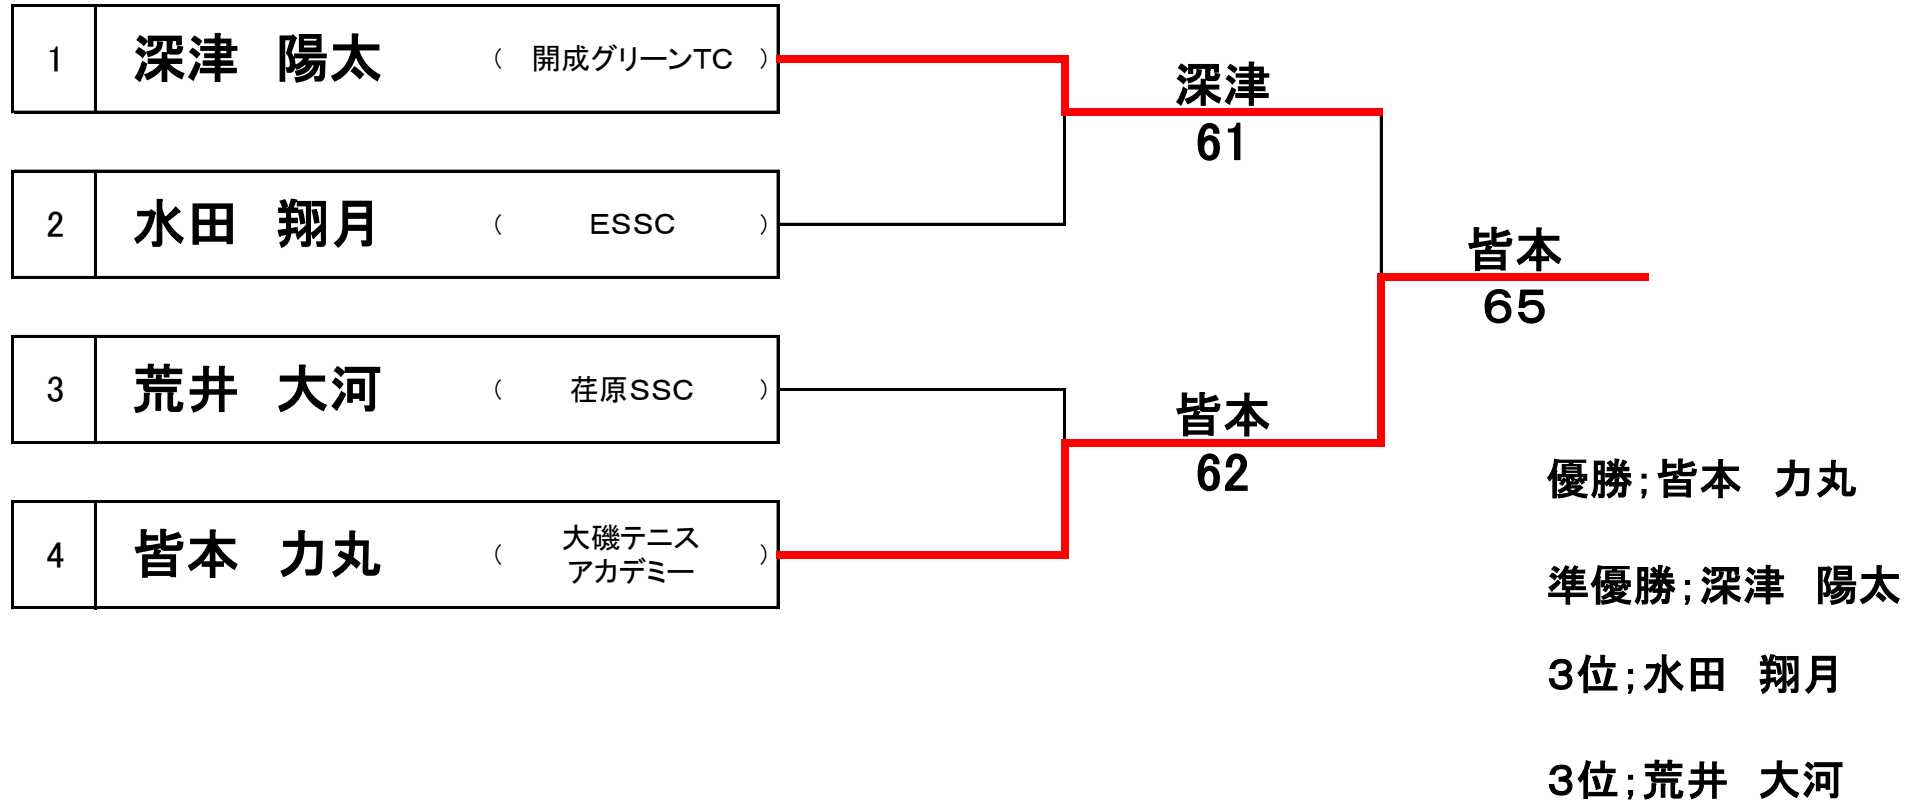 1 深津 陽太 ( 開成グリーンTC )
深津
61
2 水田 翔月 ( ESSC )
皆本
65
3 荒井 大河 ( 荏原SSC )
皆本
62
4 皆本 力丸 ( 大磯テニス
アカデミー )
優勝;皆本 力丸
準優勝;深津 陽太
3位;水田 翔月
3位;荒井 大河